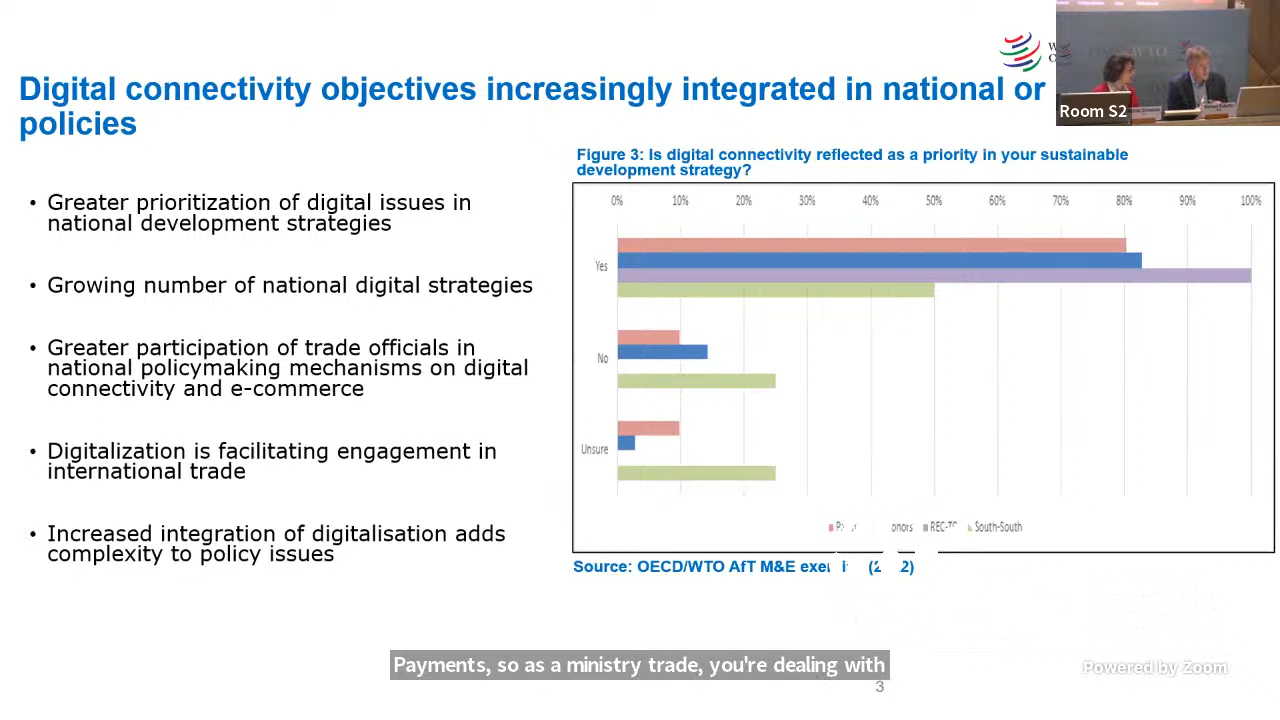 Digital connectivity objectives increasingly integrated in national or
policies
Room S2
• Greater prioritization of digital issues in
national development strategies
• Growing number of national digital strategies
• Greater participation of trade officials in
national policymaking mechanisms on digital
connectivity and e-commerce
• Digitalization is facilitating engagement in
international trade
• Increased integration of digitalisation adds
complexity to policy issues
Figure 3: Is digital connectivity reflected as a priority in your sustainable
development strategy?
0% 10% 20% 30% 40% 50% 60% 70% 80% 90% 100%
Yes
No
Unsure
South-South
Source: OECD/WTO AfT M&E
Payments, so as a ministry trade, you're dealing with
3
Powered by Zoom